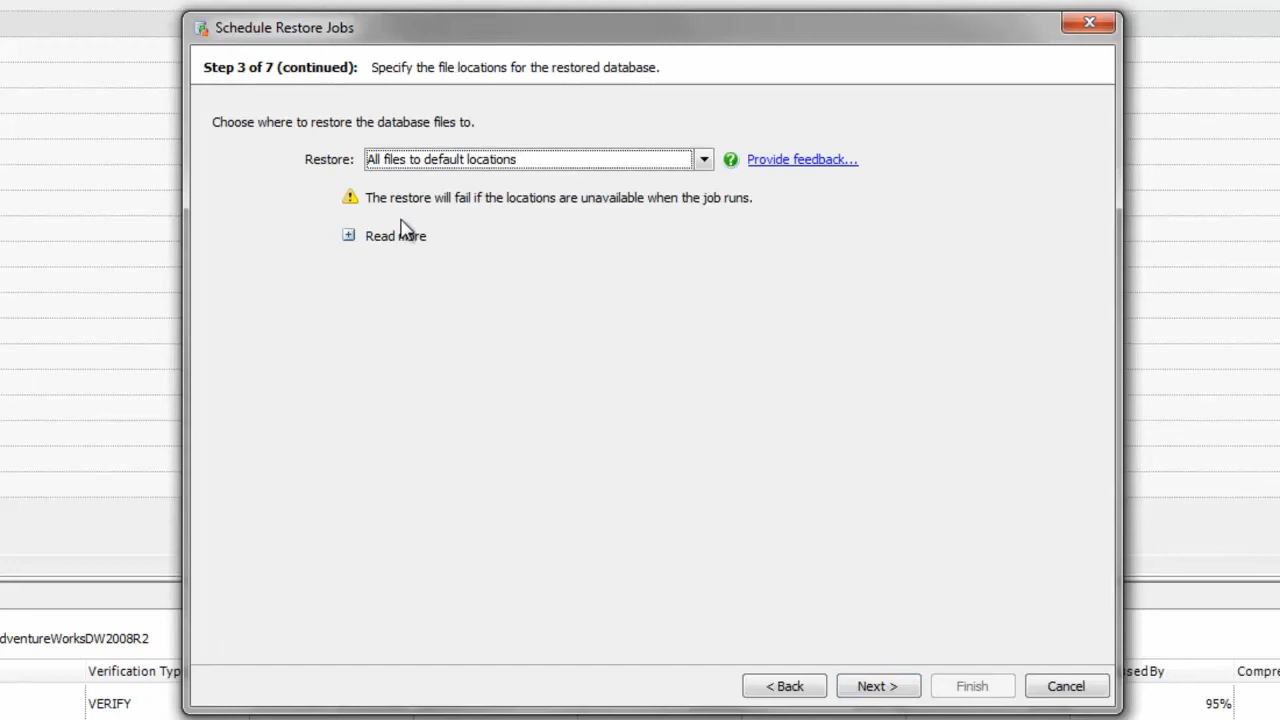 Schedule Restore Jobs
Step 3 of 7 (continued): Specify the file locations for the restored database.
Choose where to restore the database files to.
Restore: All files to default locations Provide feedback...
The restore will fail if the locations are unavailable when the job runs.
Read more
dventureWorksDW2008R2
Verification Typ
sedBy
Compre
VERIFY
95%
< Back Next > Finish Cancel